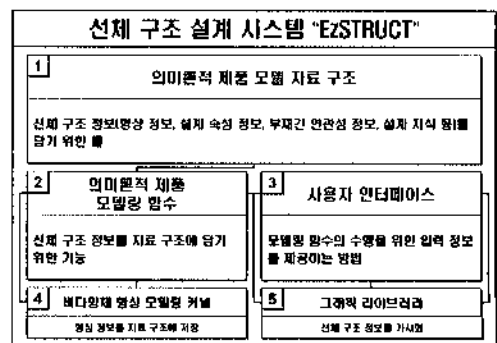 선체 구조 설계 시스템 “EzSTRUCT”
1
의미론적 제품 모델 자료 구조
선체 구조 정보(형상 정보, 설계 속성 정보, 부재간 연관성 정보, 설계 지식 등)를
담기 위한 틀
2
의미론적 제품
모델링 함수
선체 구조 정보를 자료 구조에 담기
위한 기능
3
사용자 인터페이스
모델링 함수의 수행을 위한 입력 정보
를 제공하는 방법
4
비다양체 형상 모델링 커널
형상 정보를 자료 구조에 저장
5
그래픽 라이브러리
선체 구조 정보를 가시화